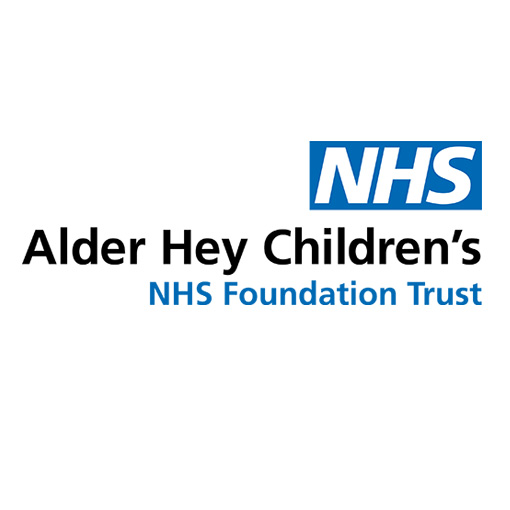 NHS
Alder Hey Children’s
NHS Foundation Trust